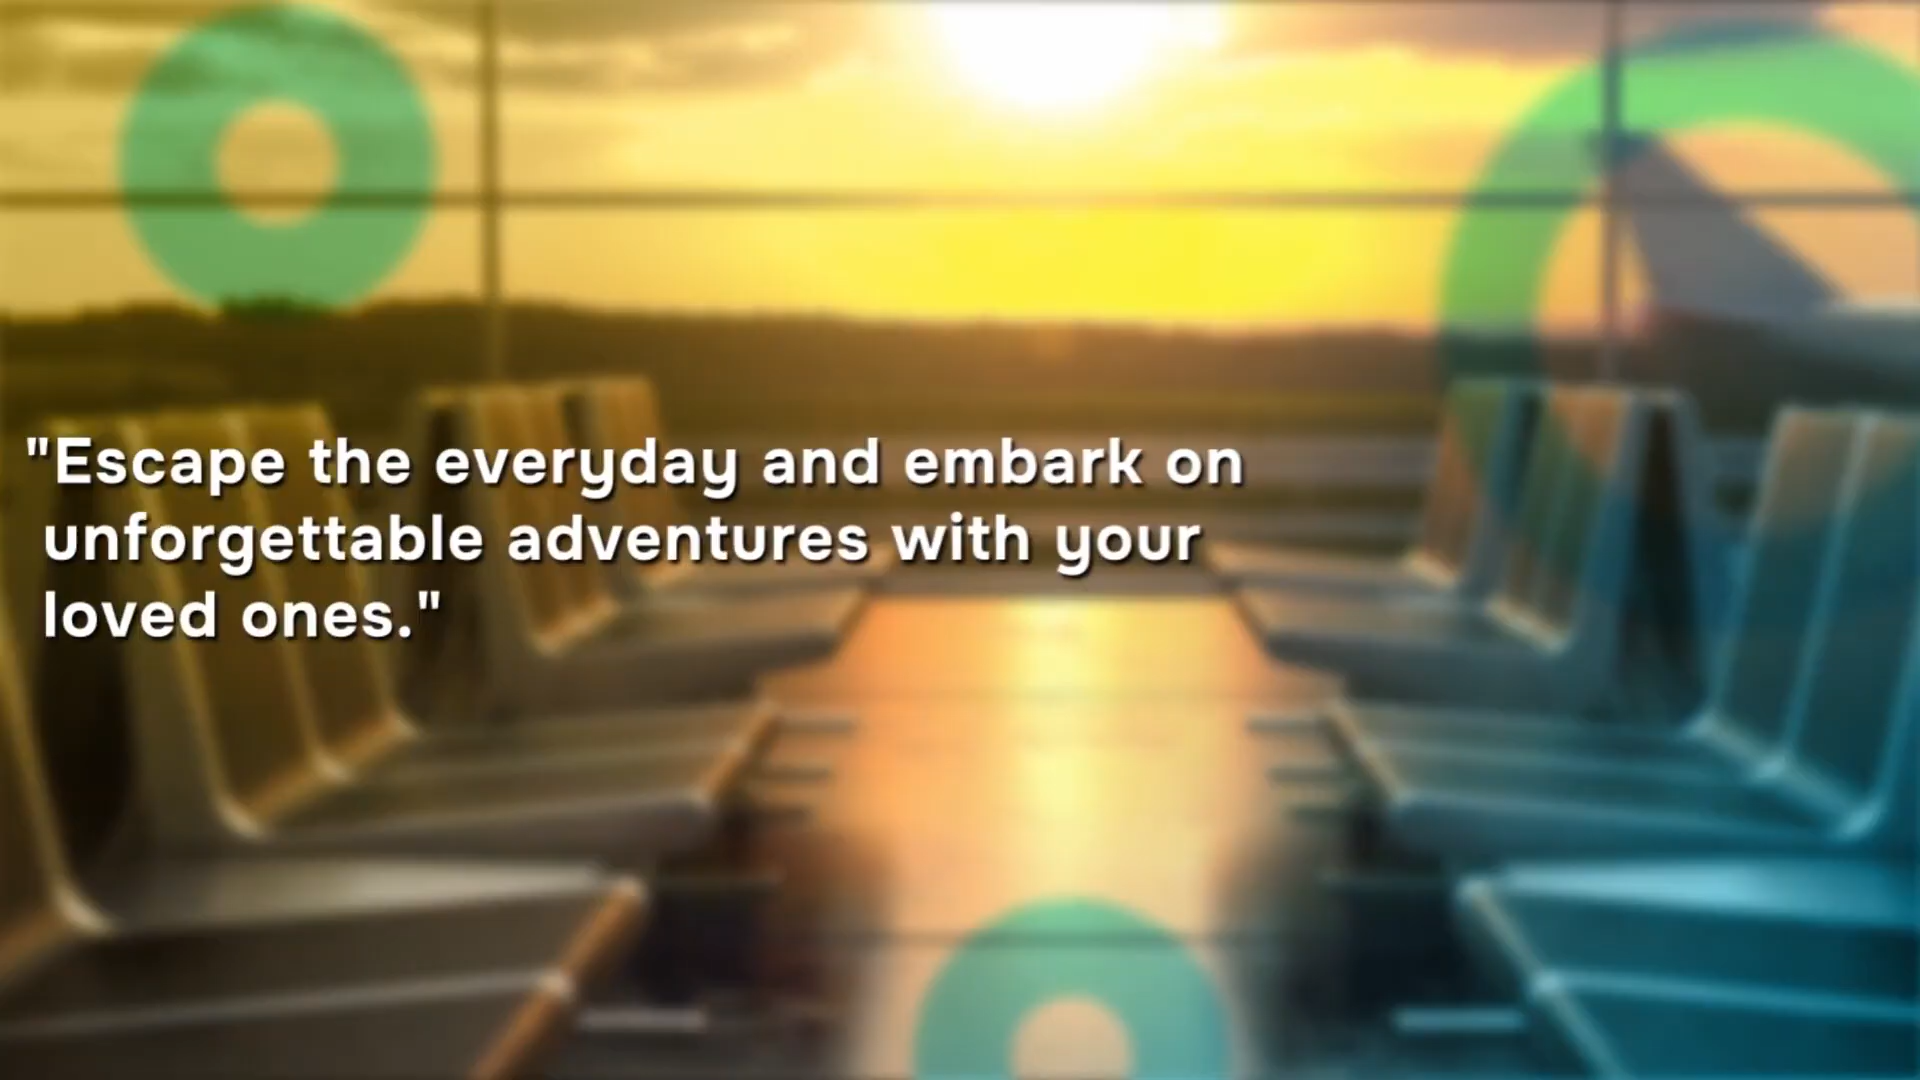 "Escape the everyday and embark on
unforgettable adventures with your
loved ones."